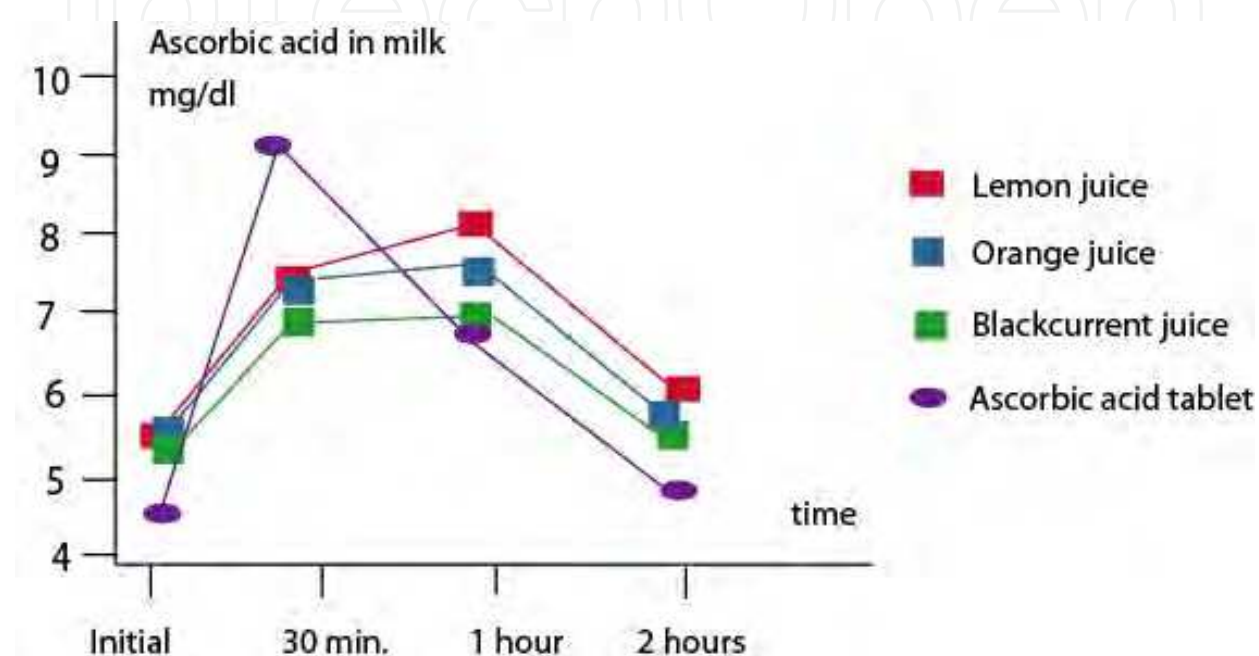 Ascorbic acid in milk
mg/dl
10
9
8
7
6
5
4
time
Initial
30 min.
1 hour
2 hours
Lemon juice
Orange juice
Blackcurrent juice
Ascorbic acid tablet